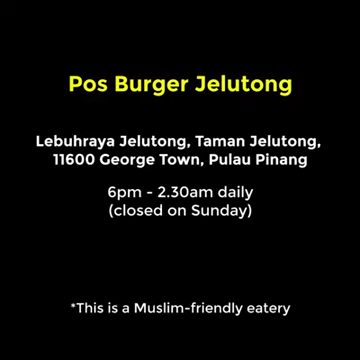 Pos Burger Jelutong
Lebuhraya Jelutong, Taman Jelutong,
11600 George Town, Pulau Pinang
6pm - 2.30am daily
(closed on Sunday)
*This is a Muslim-friendly eatery